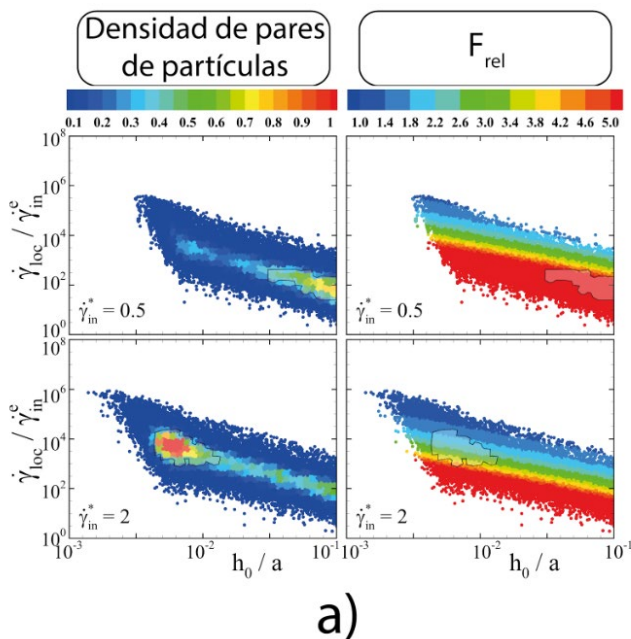 Densidad de pares
de partículas
F_rel
0.1 0.2 0.3 0.4 0.5 0.6 0.7 0.8 0.9 1
1.0 1.4 1.8 2.2 2.6 3.0 3.4 3.8 4.2 4.6 5.0
10^8
10^6
10^4
10^2
10^0
γ̇_loc / γ̇^e_in
γ̇*_in = 0.5
γ̇*_in = 0.5
10^6
10^4
10^2
10^0
γ̇_loc / γ̇^e_in
γ̇*_in = 2
γ̇*_in = 2
10^-3 10^-2 10^-1 10^-2 10^-1
h_0 / a
h_0 / a
a)